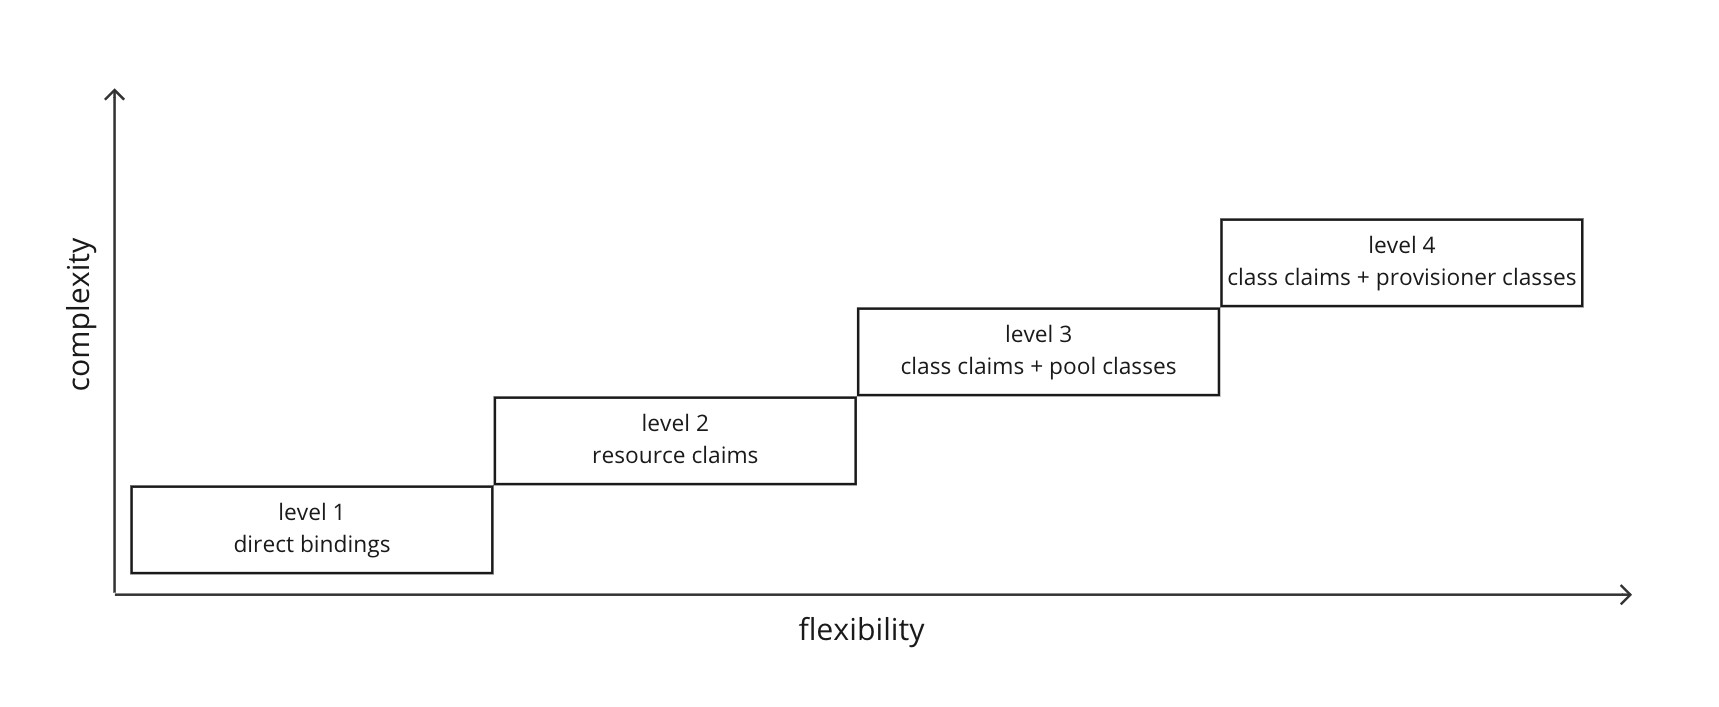 complexity
level 4
class claims + provisioner classes
level 3
class claims + pool classes
level 2
resource claims
level 1
direct bindings
flexibility